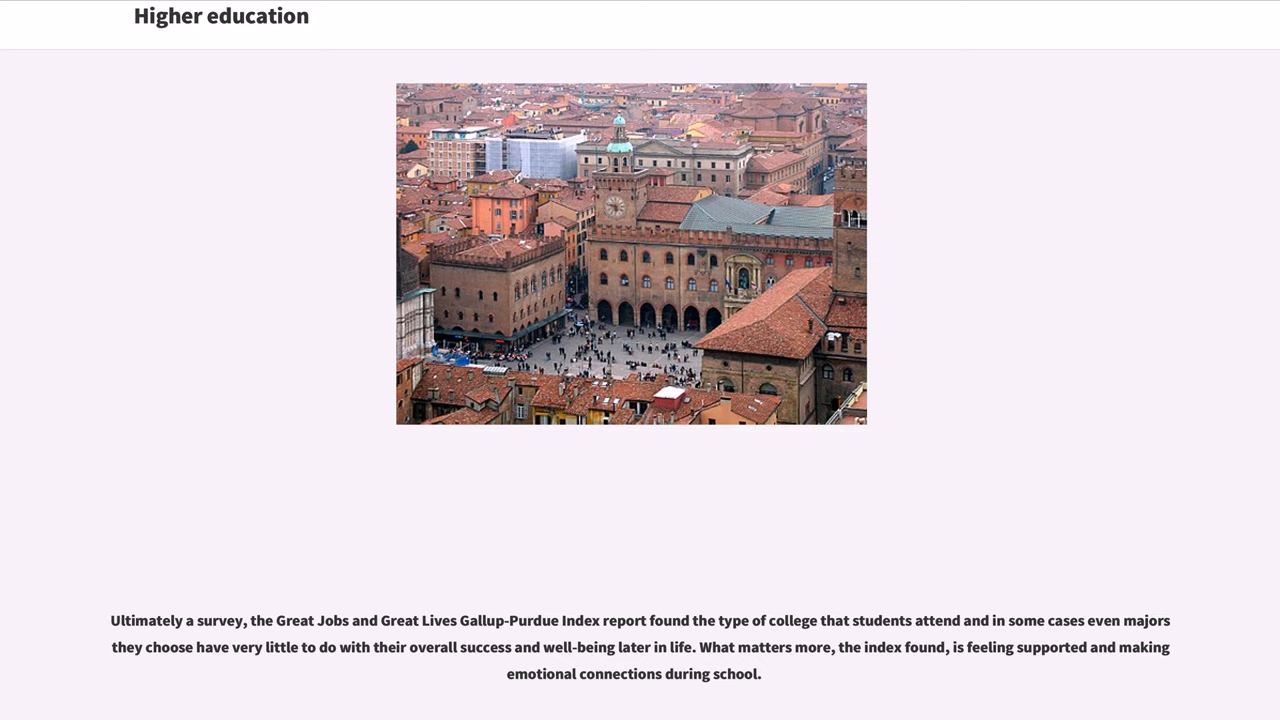 Higher education
Ultimately a survey, the Great Jobs and Great Lives Gallup-Purdue Index report found the type of college that students attend and in some cases even majors
they choose have very little to do with their overall success and well-being later in life. What matters more, the index found, is feeling supported and making
emotional connections during school.